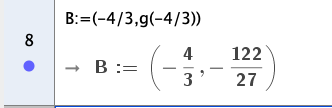 B:=(-4/3,g(-4/3))
8
→ B := (-4/3, -122/27)